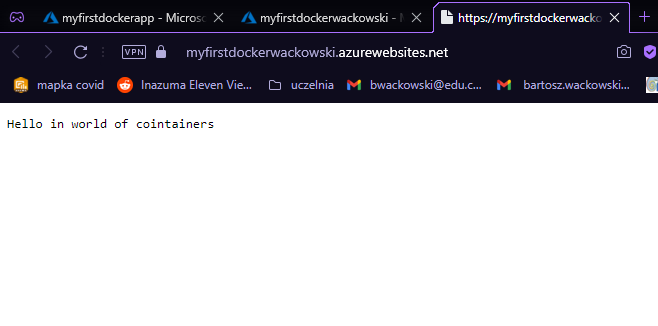 myfirstdockerapp - Microso
myfirstdockerwackowski - M
https://myfirstdockerwacko
VPN
myfirstdockerwackowski.azurewebsites.net
mapka covid
Inazuma Eleven Vie...
uczelnia
bwackowski@edu.c...
bartosz.wackowski...
Hello in world of cointainers